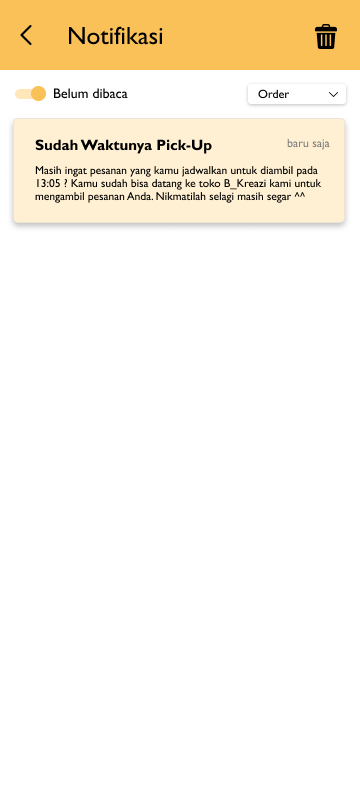 Notifikasi
Belum dibaca
Order
Sudah Waktunya Pick-Up
baru saja
Masih ingat pesanan yang kamu jadwalkan untuk diambil pada
13:05 ? Kamu sudah bisa datang ke toko B_Kreazi kami untuk
mengambil pesanan Anda. Nikmatilah selagi masih segar ^^